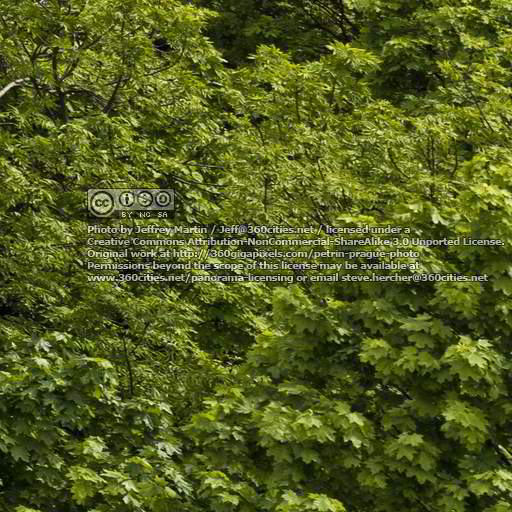 cc BY NC SA
Photo by Jeffrey Martin / Jeff@360cities.net / licensed under a
Creative Commons Attribution-NonCommercial-ShareAlike 3.0 Unported License.
Original work at http://360gigapixels.com/petrin-prague-photo
Permissions beyond the scope of this license may be available at
www.360cities.net/panorama-licensing or email steve.hercher@360cities.net